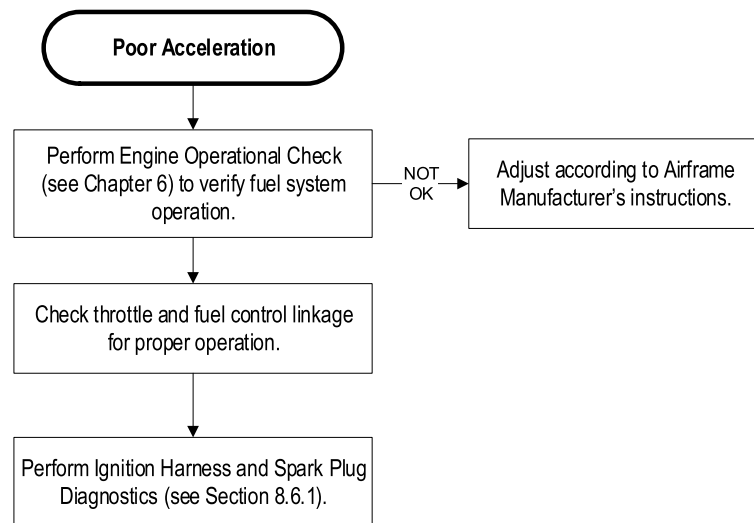 Poor Acceleration
Perform Engine Operational Check
(see Chapter 6) to verify fuel system
operation.
NOT
OK
Adjust according to Airframe
Manufacturer’s instructions.
Check throttle and fuel control linkage
for proper operation.
Perform Ignition Harness and Spark Plug
Diagnostics (see Section 8.6.1).